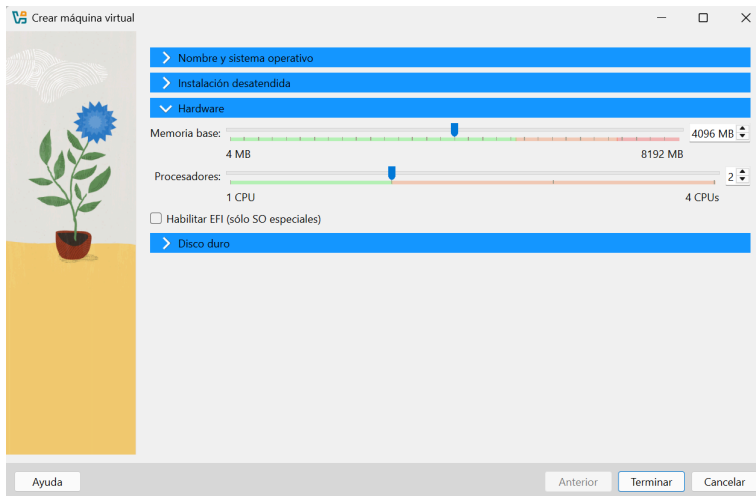 Crear máquina virtual
Nombre y sistema operativo
Instalación desatendida
Hardware
Memoria base:
4096 MB
4 MB
8192 MB
Procesadores:
2
1 CPU
4 CPUs
Habilitar EFI (sólo SO especiales)
Disco duro
Ayuda
Anterior
Terminar
Cancelar